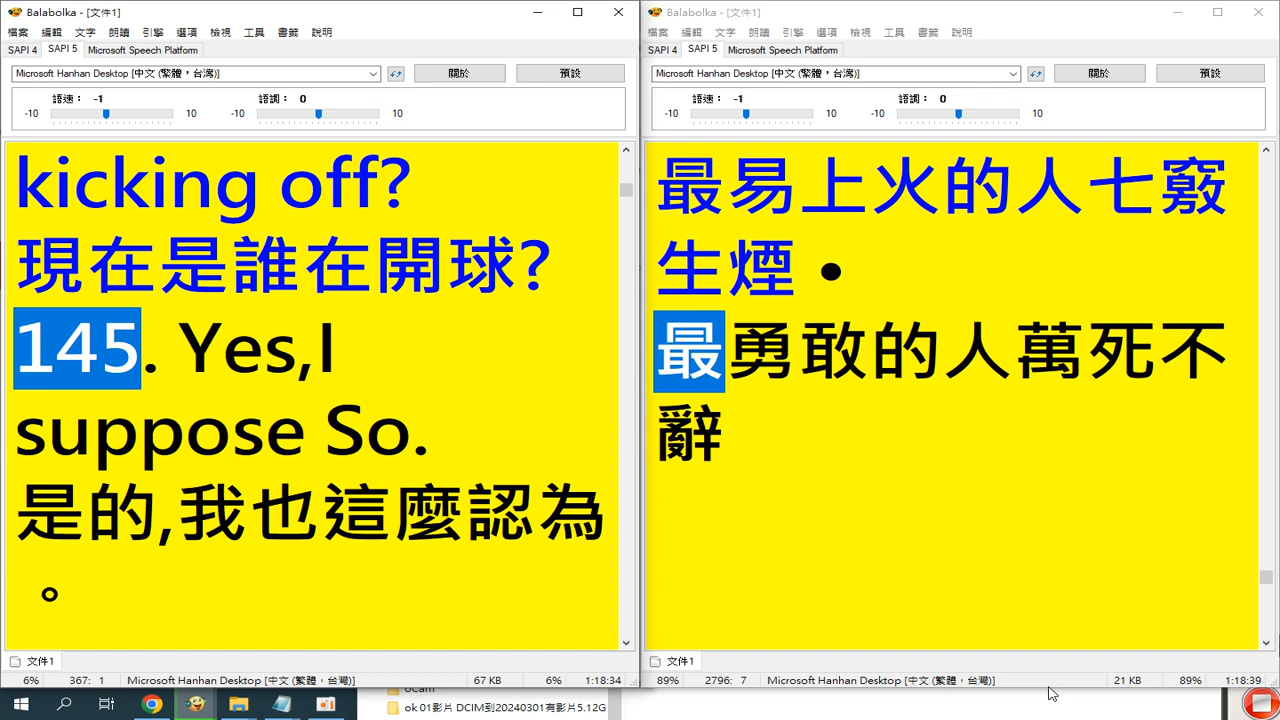 Balabolka - [文件1]
檔案 編輯 文字 朗讀 引擎 選項 檢視 工具 書籤 說明
SAPI 4 SAPI 5 Microsoft Speech Platform
Microsoft Hanhan Desktop [中文 (繁體，台灣)]
關於
預設
語速： -1
語調： 0
-10 10 -10 10
kicking off?
現在是誰在開球?
145. Yes,I
suppose So.
是的,我也這麼認為
。
文件1
6% 367: 1 Microsoft Hanhan Desktop [中文 (繁體，台灣)] 67 KB 6% 1:18:34
Balabolka - [文件1]
檔案 編輯 文字 朗讀 引擎 選項 檢視 工具 書籤 說明
SAPI 4 SAPI 5 Microsoft Speech Platform
Microsoft Hanhan Desktop [中文 (繁體，台灣)]
關於
預設
語速： -1
語調： 0
-10 10 -10 10
最易上火的人七竅
生煙 •
最勇敢的人萬死不
辭
文件1
89% 2796: 7 Microsoft Hanhan Desktop [中文 (繁體，台灣)] 21 KB 89% 1:18:39
oCam
ok 01影片 DCIM到20240301有影片5.12G